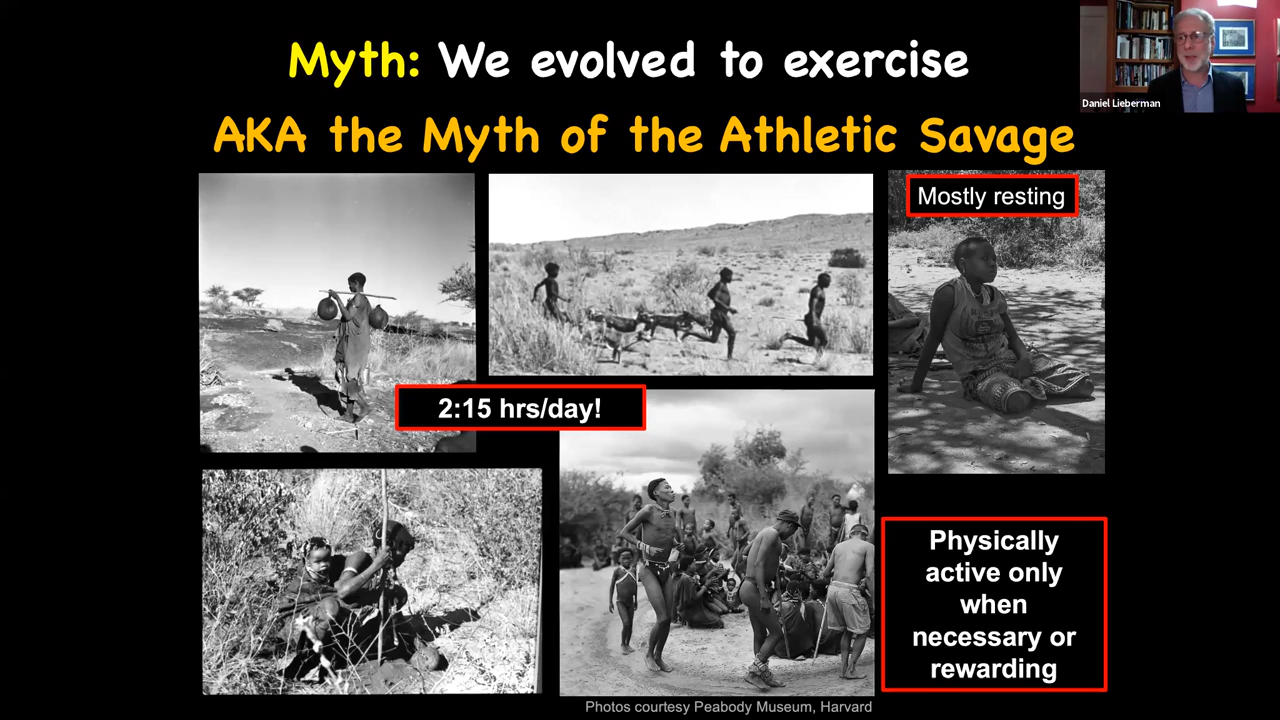 Myth: We evolved to exercise
Daniel Lieberman
AKA the Myth of the Athletic Savage
Mostly resting
2:15 hrs/day!
Physically
active only
when
necessary or
rewarding
Photos courtesy Peabody Museum, Harvard